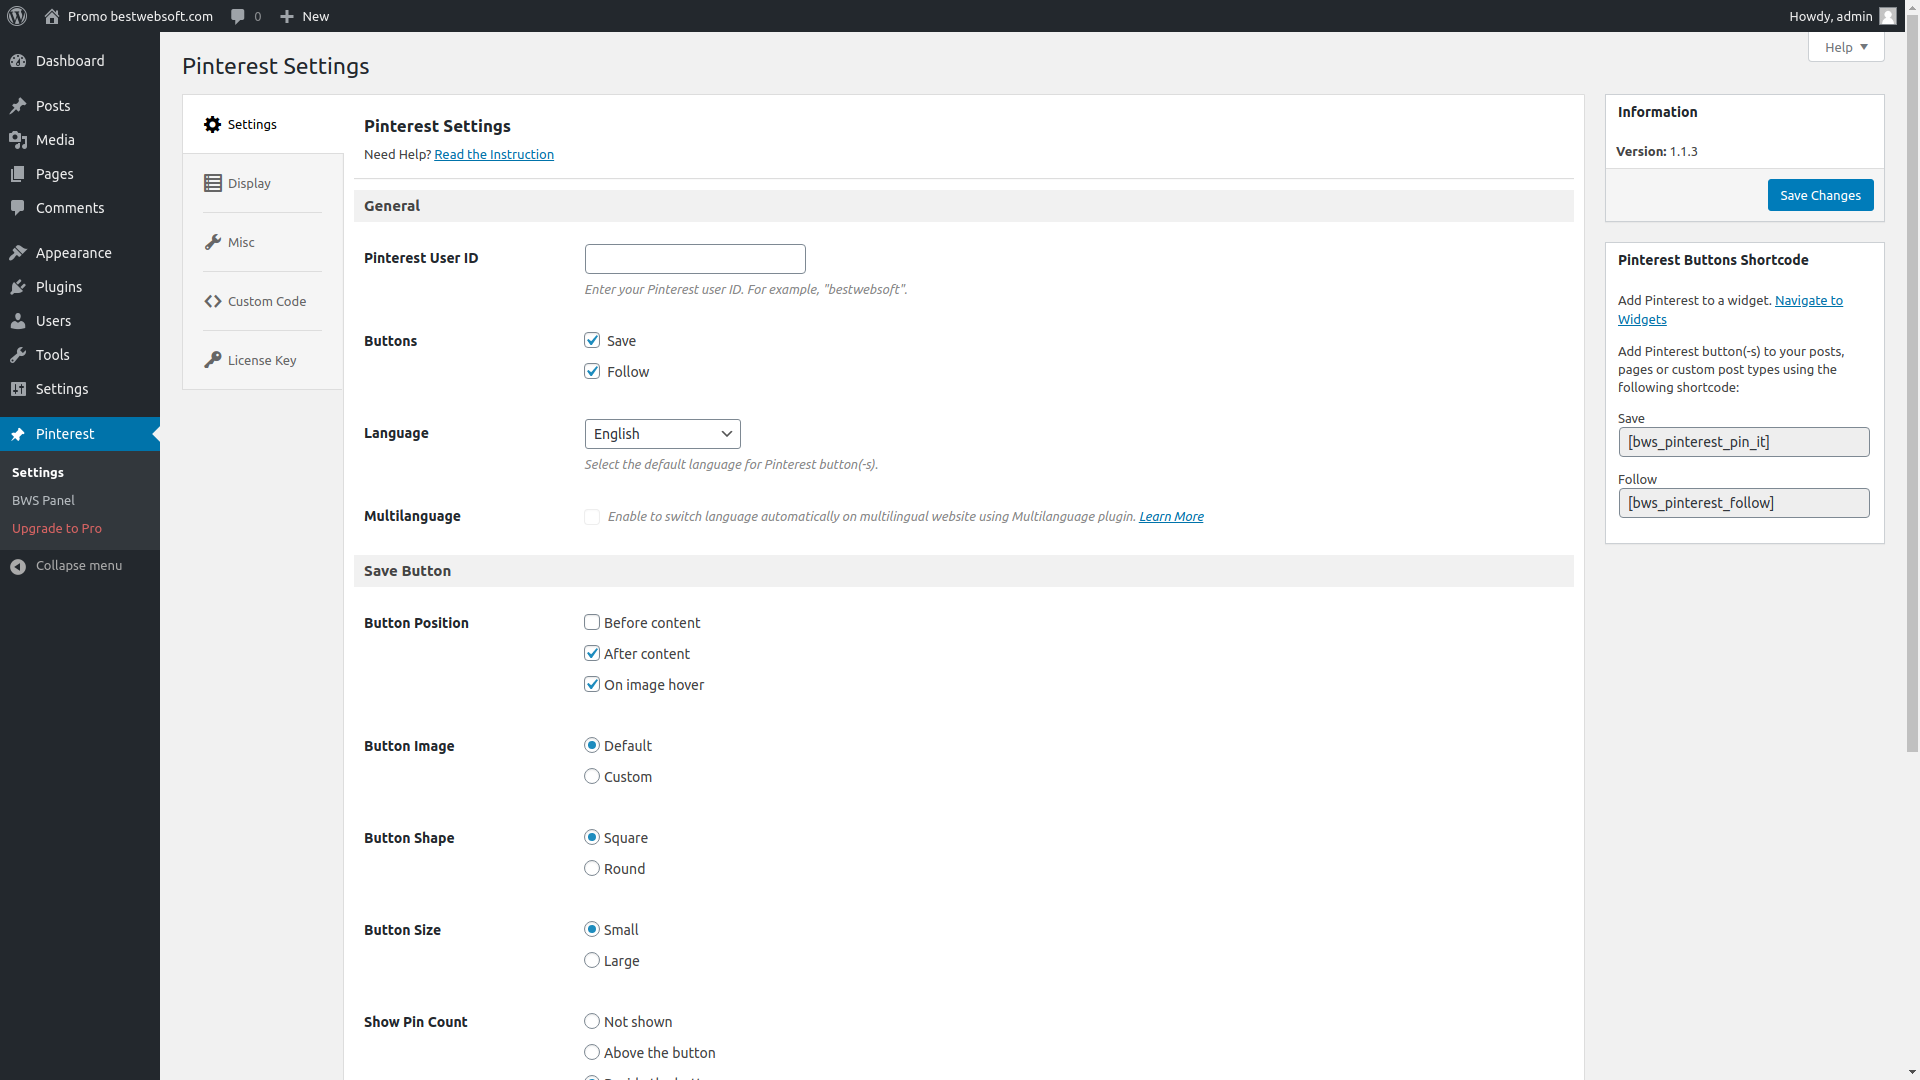 Promo bestwebsoft.com
0
New
Howdy, admin
Help
Dashboard
Posts
Media
Pages
Comments
Appearance
Plugins
Users
Tools
Settings
Pinterest
Settings
BWS Panel
Upgrade to Pro
Collapse menu
Pinterest Settings
Settings
Display
Misc
Custom Code
License Key
Pinterest Settings
Need Help? Read the Instruction
General
Pinterest User ID
Enter your Pinterest user ID. For example, "bestwebsoft".
Buttons
Save
Follow
Language
English
Select the default language for Pinterest button(-s).
Multilanguage
Enable to switch language automatically on multilingual website using Multilanguage plugin. Learn More
Save Button
Button Position
Before content
After content
On image hover
Button Image
Default
Custom
Button Shape
Square
Round
Button Size
Small
Large
Show Pin Count
Not shown
Above the button
Information
Version: 1.1.3
Save Changes
Pinterest Buttons Shortcode
Add Pinterest to a widget. Navigate to
Widgets
Add Pinterest button(-s) to your posts,
pages or custom post types using the
following shortcode:
Save
[bws_pinterest_pin_it]
Follow
[bws_pinterest_follow]